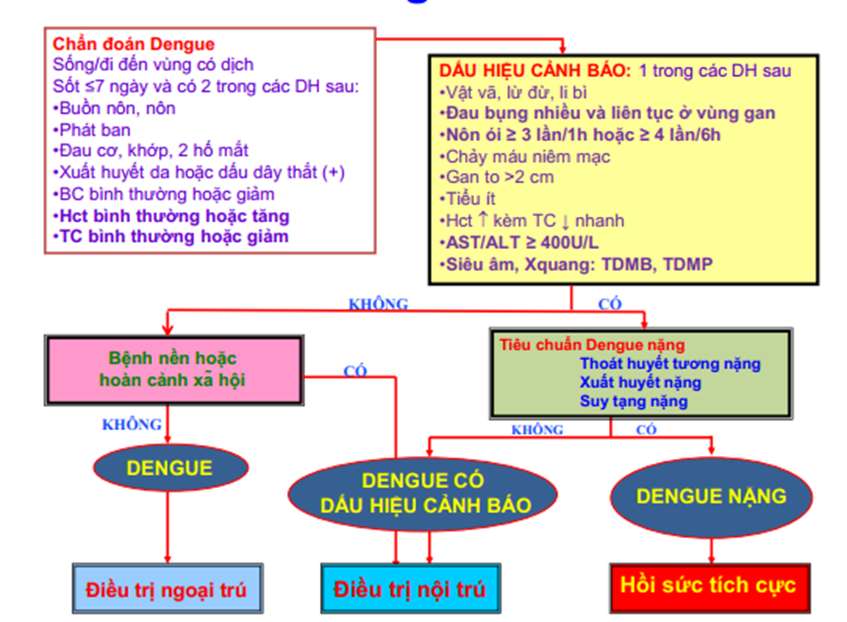 Chẩn đoán Dengue
Sống/đi đến vùng có dịch
Sốt ≤7 ngày và có 2 trong các DH sau:
•Buồn nôn, nôn
•Phát ban
•Đau cơ, khớp, 2 hố mắt
•Xuất huyết da hoặc dấu dây thắt (+)
•BC bình thường hoặc giảm
•Hct bình thường hoặc tăng
•TC bình thường hoặc giảm
DẤU HIỆU CẢNH BÁO: 1 trong các DH sau
•Vật vã, lừ đừ, li bì
•Đau bụng nhiều và liên tục ở vùng gan
•Nôn ói ≥ 3 lần/1h hoặc ≥ 4 lần/6h
•Chảy máu niêm mạc
•Gan to >2 cm
•Tiểu ít
•Hct ↑ kèm TC ↓ nhanh
•AST/ALT ≥ 400U/L
•Siêu âm, Xquang: TDMB, TDMP
KHÔNG
CÓ
Bệnh nền hoặc
hoàn cảnh xã hội
CÓ
Tiêu chuẩn Dengue nặng
Thoát huyết tương nặng
Xuất huyết nặng
Suy tạng nặng
KHÔNG
KHÔNG
CÓ
DENGUE
DENGUE CÓ
DẤU HIỆU CẢNH BÁO
DENGUE NẶNG
Điều trị ngoại trú
Điều trị nội trú
Hồi sức tích cực